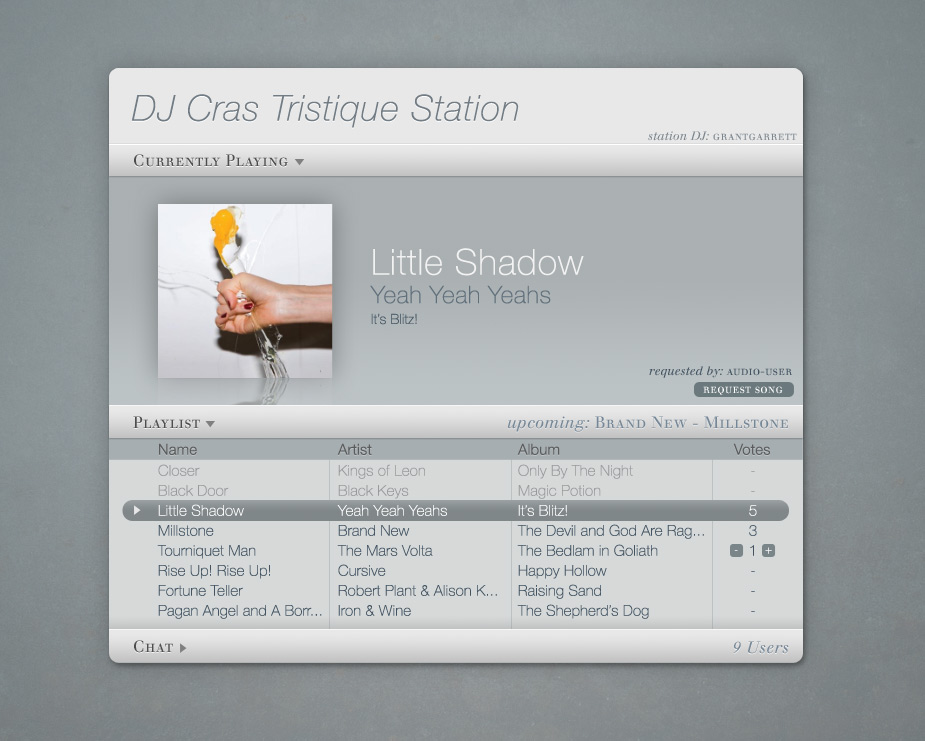 DJ Cras Tristique Station
station DJ: GRANTGARRETT
Currently Playing
Little Shadow
Yeah Yeah Yeahs
It's Blitz!
requested by: AUDIO-USER
REQUEST SONG
Playlist
upcoming: Brand New - Millstone
Name Artist Album Votes
Closer Kings of Leon Only By The Night -
Black Door Black Keys Magic Potion -
Little Shadow Yeah Yeah Yeahs It's Blitz! 5
Millstone Brand New The Devil and God Are Rag... 3
Tourniquet Man The Mars Volta The Bedlam in Goliath - 1 +
Rise Up! Rise Up! Cursive Happy Hollow -
Fortune Teller Robert Plant & Alison K... Raising Sand -
Pagan Angel and A Borr... Iron & Wine The Shepherd's Dog -
Chat
9 Users